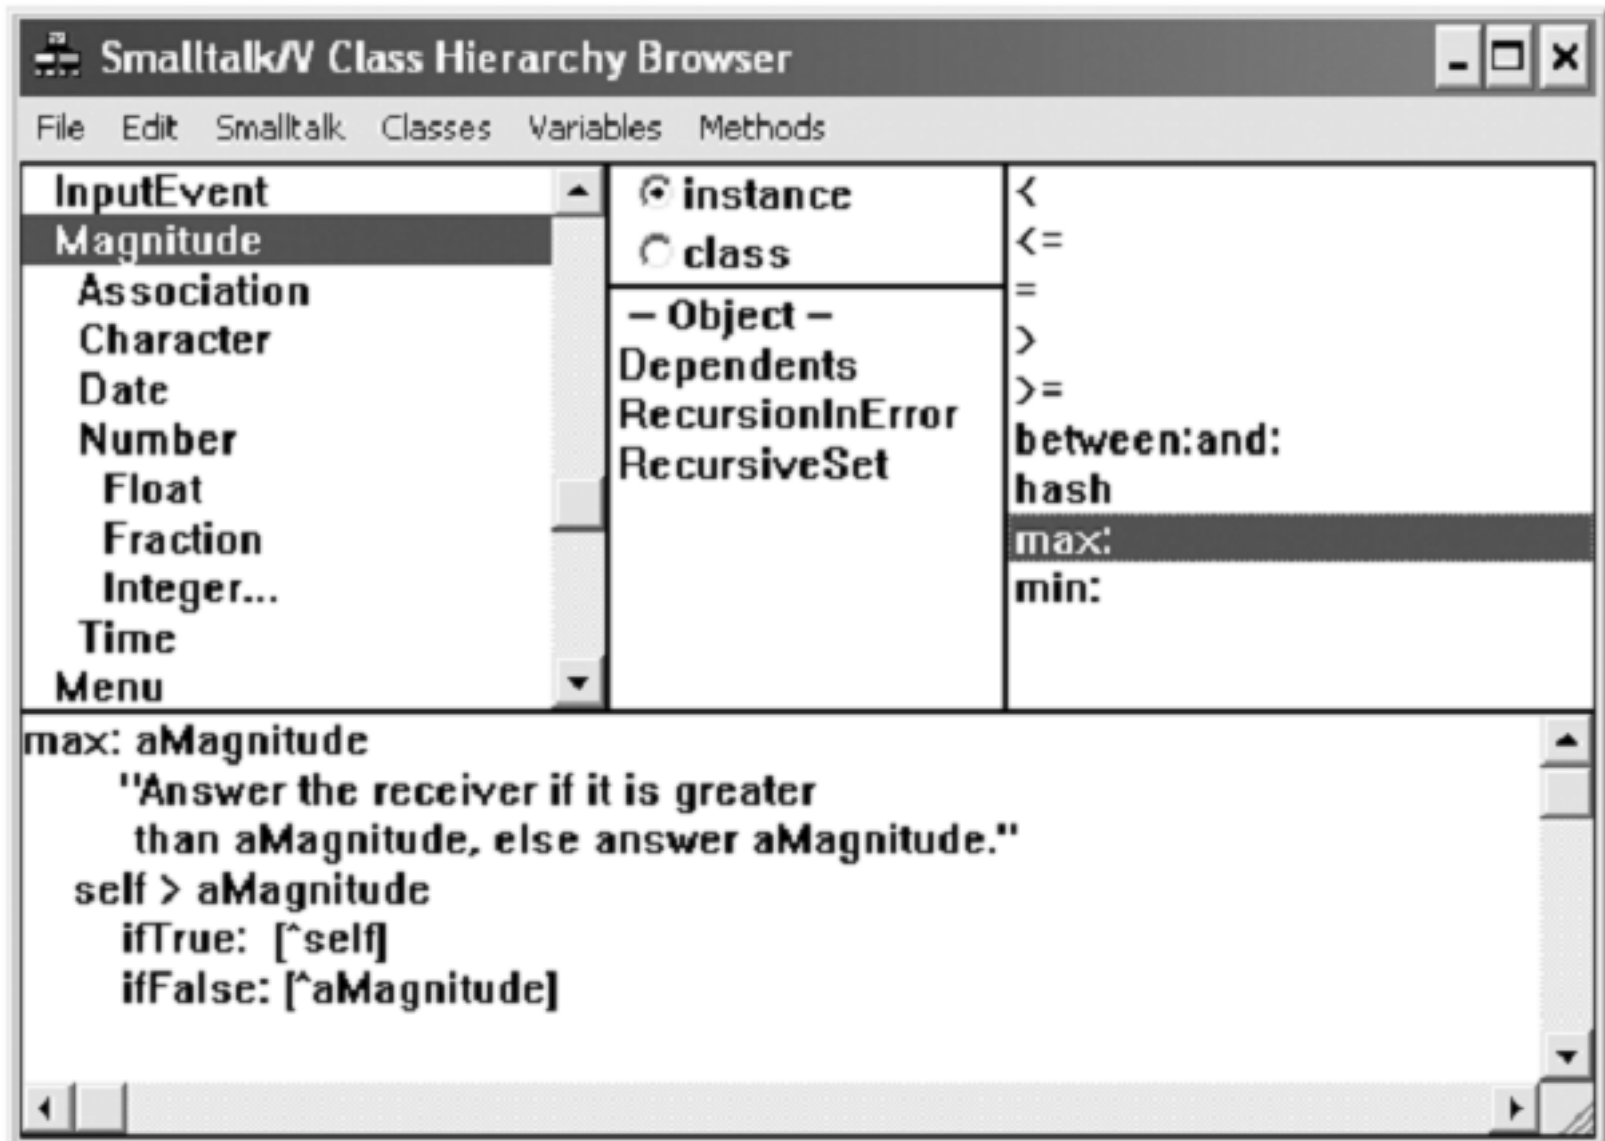 Smalltalk/V Class Hierarchy Browser
File Edit Smalltalk Classes Variables Methods
InputEvent
Magnitude
Association
Character
Date
Number
Float
Fraction
Integer...
Time
Menu
instance
class
– Object –
Dependents
RecursionInError
RecursiveSet
<
<=
=
>
>=
between:and:
hash
max:
min:
max: aMagnitude
"Answer the receiver if it is greater
than aMagnitude, else answer aMagnitude."
self > aMagnitude
ifTrue: [^self]
ifFalse: [^aMagnitude]